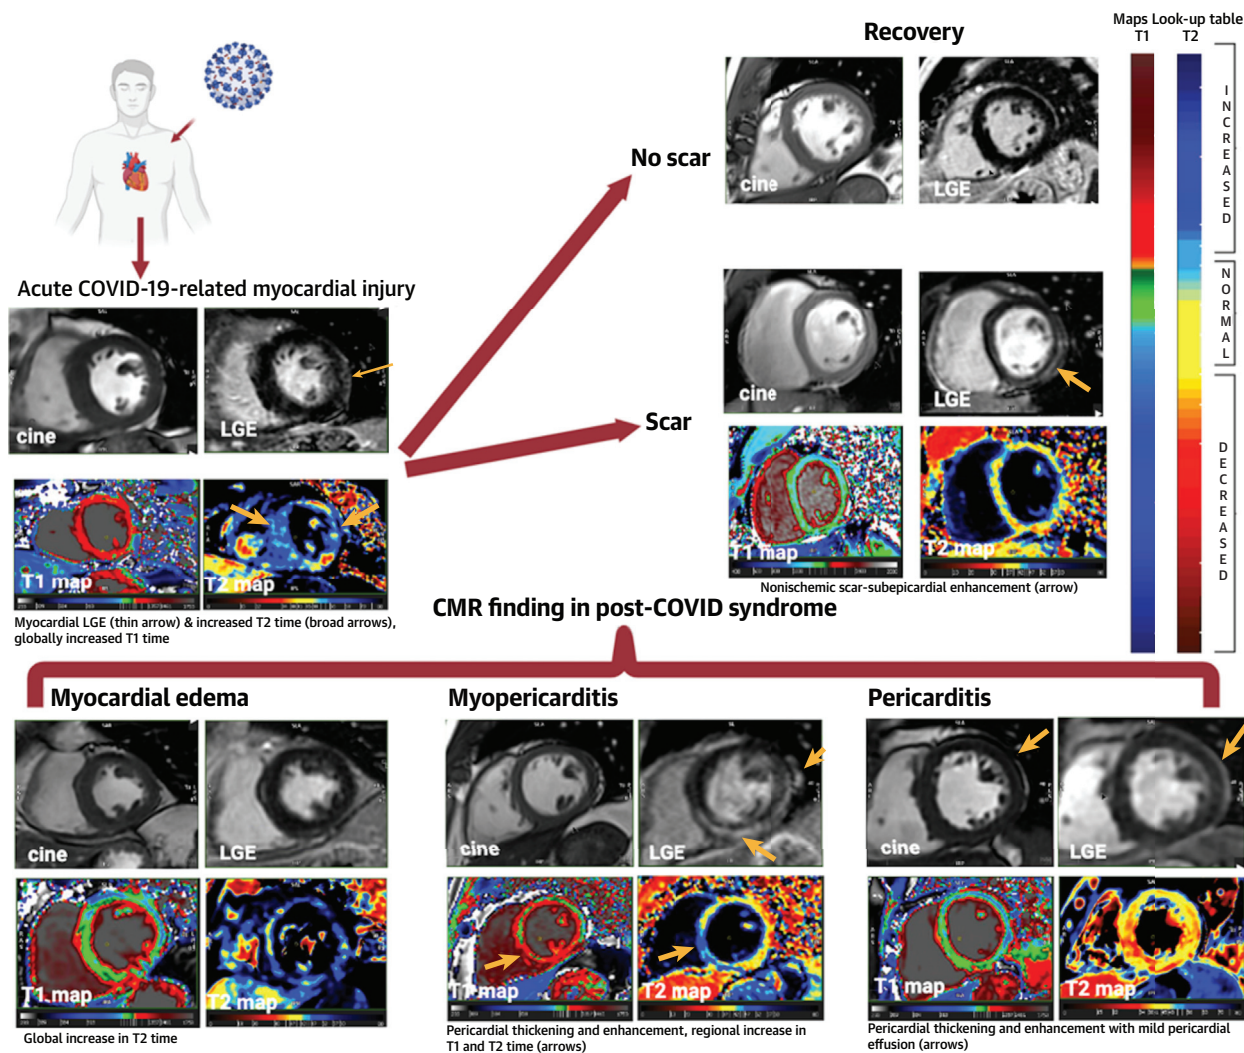 Maps Look-up table
T1 T2
Recovery
No scar
cine
LGE
INCREASED
NORMAL
DECREASED
Acute COVID-19-related myocardial injury
cine
LGE
T1 map
T2 map
Myocardial LGE (thin arrow) & increased T2 time (broad arrows),
globally increased T1 time
Scar
cine
LGE
T1 map
T2 map
Nonischemic scar-subepicardial enhancement (arrow)
CMR finding in post-COVID syndrome
Myocardial edema
cine
LGE
T1 map
T2 map
Global increase in T2 time
Myopericarditis
cine
LGE
T1 map
T2 map
Pericardial thickening and enhancement, regional increase in
T1 and T2 time (arrows)
Pericarditis
cine
LGE
T1 map
T2 map
Pericardial thickening and enhancement with mild pericardial
effusion (arrows)